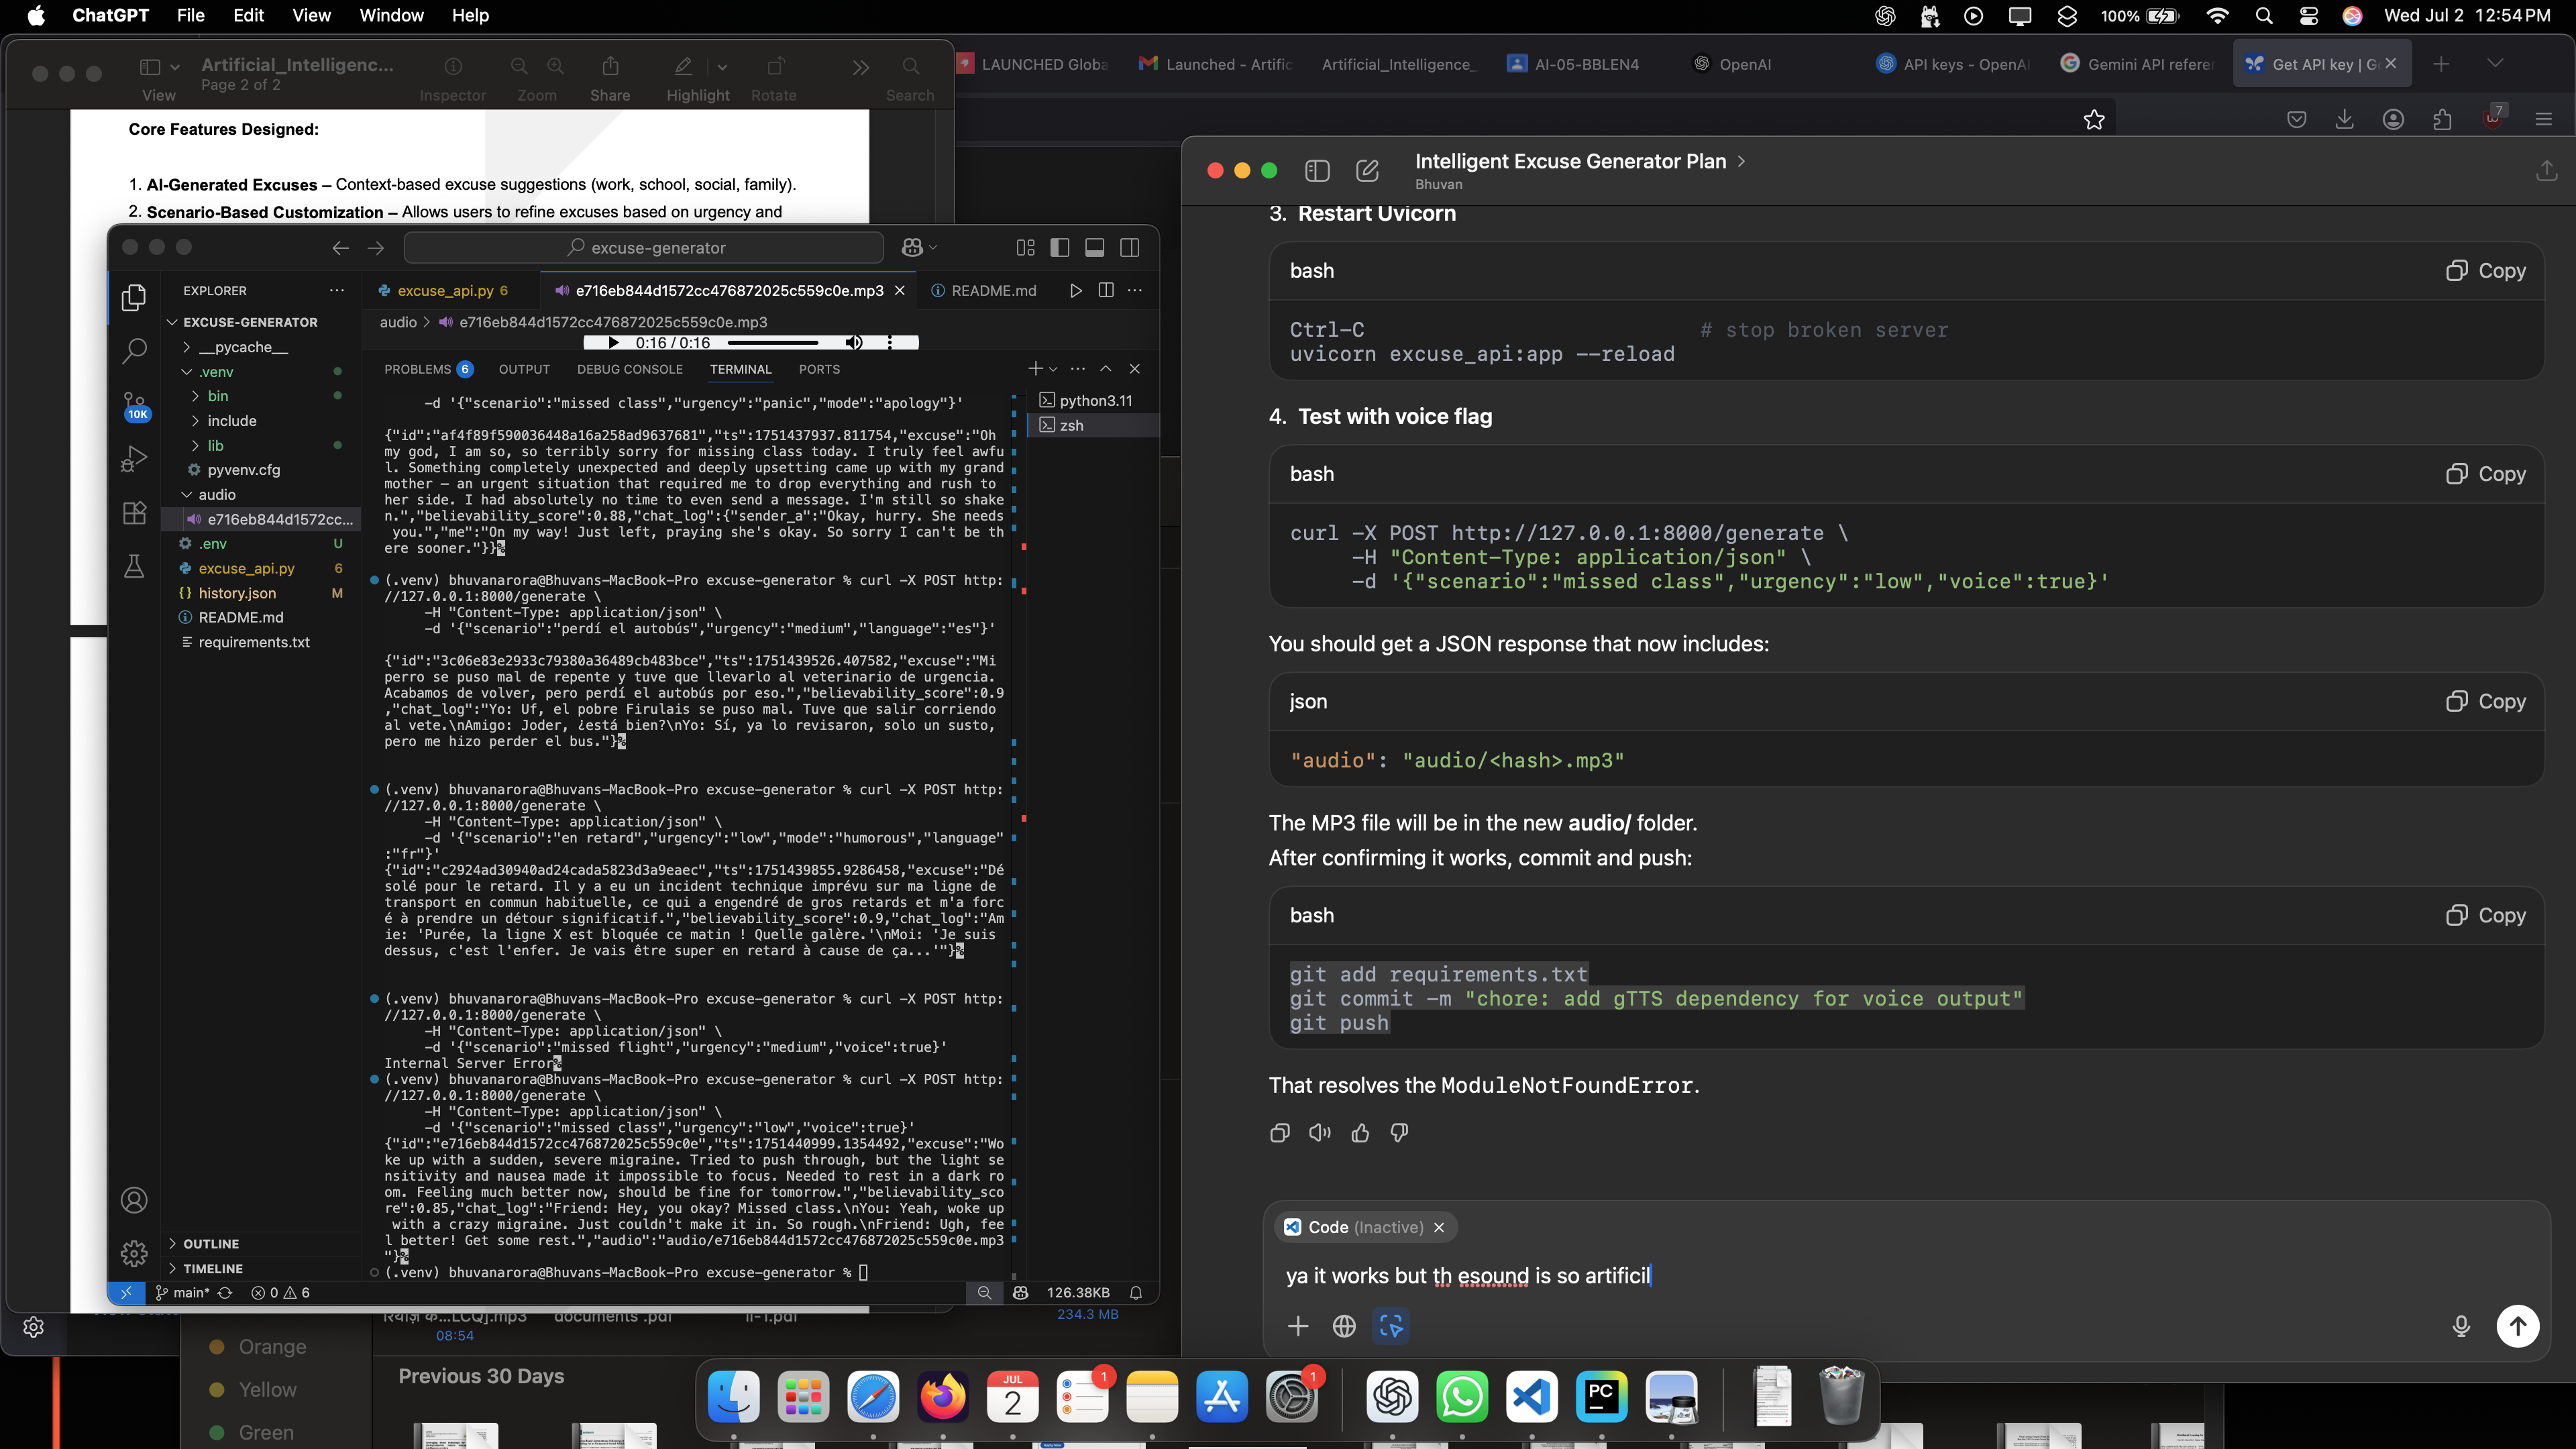 ChatGPT File Edit View Window Help
100% Wed Jul 2 12:54 PM
Artificial_Intelligenc...
Page 2 of 2
View Inspector Zoom Share Highlight Rotate Search
LAUNCHED Globa
Launched - Artific
Artificial_Intelligence_
AI-05-BBLEN4
OpenAI
API keys - OpenAI
Gemini API referer
Get API key | G
7
Core Features Designed:
1. AI-Generated Excuses – Context-based excuse suggestions (work, school, social, family).
2. Scenario-Based Customization – Allows users to refine excuses based on urgency and
excuse-generator
EXPLORER
EXCUSE-GENERATOR
__pycache__
.venv
bin
include
lib
pyvenv.cfg
audio
e716eb844d1572cc...
.env U
excuse_api.py 6
{} history.json M
README.md
requirements.txt
OUTLINE
TIMELINE
10K
excuse_api.py 6
e716eb844d1572cc476872025c559c0e.mp3
README.md
audio > e716eb844d1572cc476872025c559c0e.mp3
0:16 / 0:16
PROBLEMS 6 OUTPUT DEBUG CONSOLE TERMINAL PORTS
python3.11
zsh
-d '{"scenario":"missed class","urgency":"panic","mode":"apology"}'
{"id":"af4f89f590036448a16a258ad9637681","ts":1751437937.811754,"excuse":"Oh
my god, I am so, so terribly sorry for missing class today. I truly feel awfu
l. Something completely unexpected and deeply upsetting came up with my grand
mother – an urgent situation that required me to drop everything and rush to
her side. I had absolutely no time to even send a message. I'm still so shake
n.","believability_score":0.88,"chat_log":{"sender_a":"Okay, hurry. She needs
you.","me":"On my way! Just left, praying she's okay. So sorry I can't be th
ere sooner."}}%
(.venv) bhuvanarora@Bhuvans-MacBook-Pro excuse-generator % curl -X POST http:
//127.0.0.1:8000/generate \
-H "Content-Type: application/json" \
-d '{"scenario":"perdí el autobús","urgency":"medium","language":"es"}'
{"id":"3c06e83e2933c79380a36489cb483bce","ts":1751439526.407582,"excuse":"Mi
perro se puso mal de repente y tuve que llevarlo al veterinario de urgencia.
Acabamos de volver, pero perdí el autobús por eso.","believability_score":0.9
,"chat_log":"Yo: Uf, el pobre Firulais se puso mal. Tuve que salir corriendo
al vete.\nAmigo: Joder, ¿está bien?\nYo: Sí, ya lo revisaron, solo un susto,
pero me hizo perder el bus."}%
(.venv) bhuvanarora@Bhuvans-MacBook-Pro excuse-generator % curl -X POST http:
//127.0.0.1:8000/generate \
-H "Content-Type: application/json" \
-d '{"scenario":"en retard","urgency":"low","mode":"humorous","language"
:"fr"}'
{"id":"c2924ad30940ad24cada5823d3a9eaec","ts":1751439855.9286458,"excuse":"Dé
solé pour le retard. Il y a eu un incident technique imprévu sur ma ligne de
transport en commun habituelle, ce qui a engendré de gros retards et m'a forc
é à prendre un détour significatif.","believability_score":0.9,"chat_log":"Am
ie: 'Purée, la ligne X est bloquée ce matin ! Quelle galère.'\nMoi: 'Je suis
dessus, c'est l'enfer. Je vais être super en retard à cause de ça...'"}%
(.venv) bhuvanarora@Bhuvans-MacBook-Pro excuse-generator % curl -X POST http:
//127.0.0.1:8000/generate \
-H "Content-Type: application/json" \
-d '{"scenario":"missed flight","urgency":"medium","voice":true}'
Internal Server Error%
(.venv) bhuvanarora@Bhuvans-MacBook-Pro excuse-generator % curl -X POST http:
//127.0.0.1:8000/generate \
-H "Content-Type: application/json" \
-d '{"scenario":"missed class","urgency":"low","voice":true}'
{"id":"e716eb844d1572cc476872025c559c0e","ts":1751440999.1354492,"excuse":"Wo
ke up with a sudden, severe migraine. Tried to push through, but the light se
nsitivity and nausea made it impossible to focus. Needed to rest in a dark ro
om. Feeling much better now, should be fine for tomorrow.","believability_sco
re":0.85,"chat_log":"Friend: Hey, you okay? Missed class.\nYou: Yeah, woke up
with a crazy migraine. Just couldn't make it in. So rough.\nFriend: Ugh, fee
l better! Get some rest.","audio":"audio/e716eb844d1572cc476872025c559c0e.mp3
"}%
(.venv) bhuvanarora@Bhuvans-MacBook-Pro excuse-generator %
main* 0 6 126.38KB
Intelligent Excuse Generator Plan >
Bhuvan
3. Restart Uvicorn
bash Copy
Ctrl-C # stop broken server
uvicorn excuse_api:app --reload
4. Test with voice flag
bash Copy
curl -X POST http://127.0.0.1:8000/generate \
-H "Content-Type: application/json" \
-d '{"scenario":"missed class","urgency":"low","voice":true}'
You should get a JSON response that now includes:
json Copy
"audio": "audio/<hash>.mp3"
The MP3 file will be in the new audio/ folder.
After confirming it works, commit and push:
bash Copy
git add requirements.txt
git commit -m "chore: add gTTS dependency for voice output"
git push
That resolves the ModuleNotFoundError.
Code (Inactive)
ya it works but th esound is so artificil
LCQ].mp3 documents .pdf II-1.pdf
08:54 234.3 MB
Orange
Yellow
Green
Previous 30 Days
JUL
2
1
1
PC